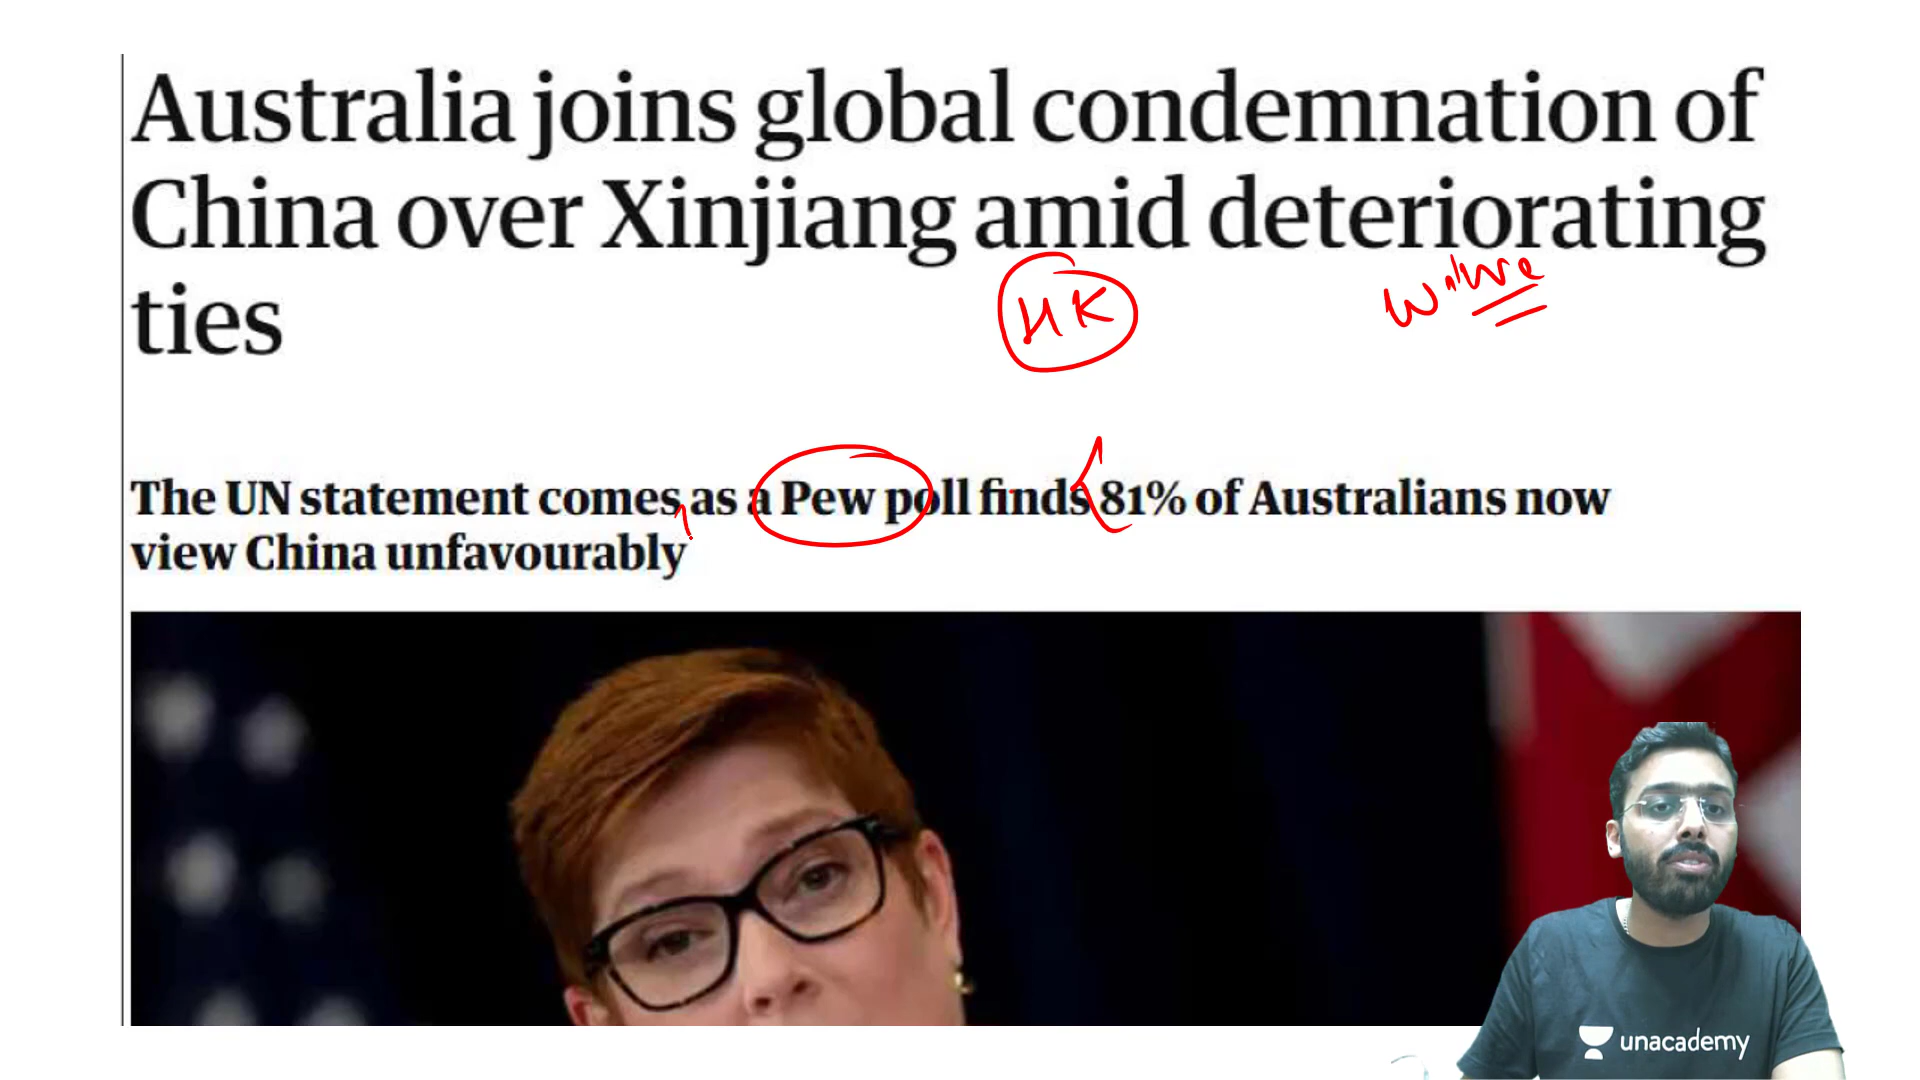 Australia joins global condemnation of
China over Xinjiang amid deteriorating
ties
HK
The UN statement comes as a Pew poll finds 81% of Australians now
view China unfavourably
unacademy